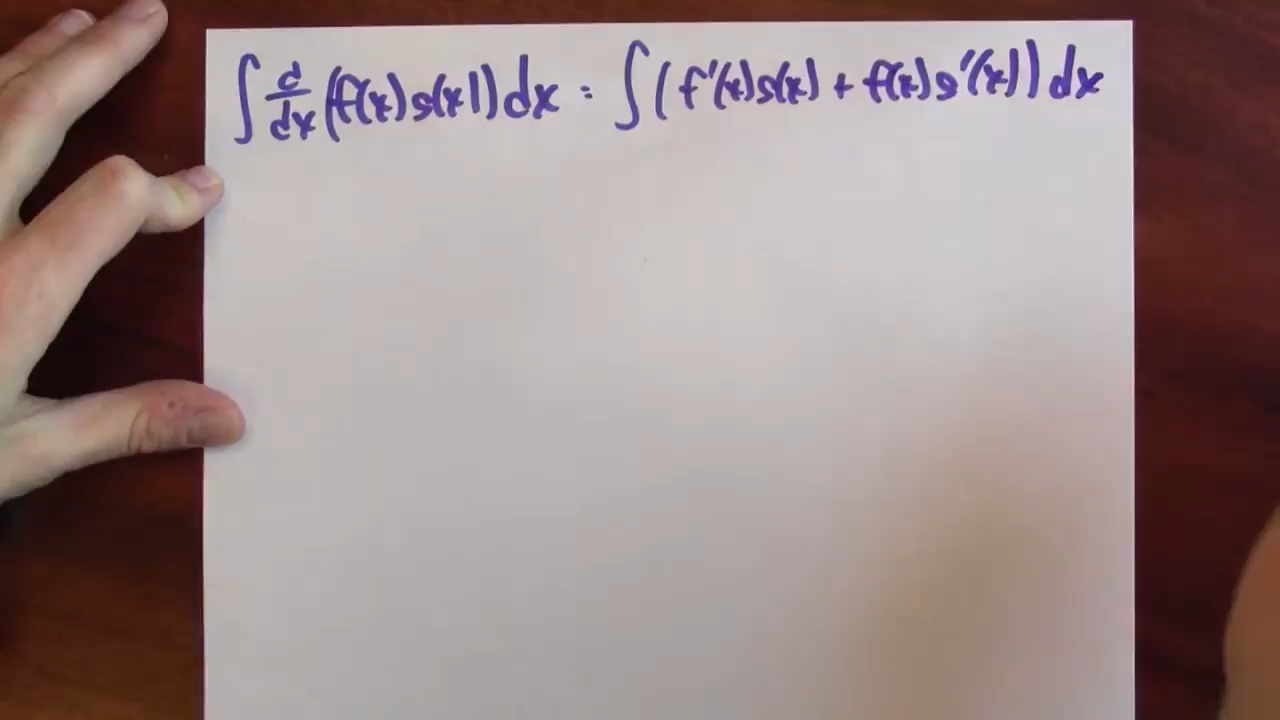 ∫ d/dx (f(x) g(x)) dx = ∫ (f'(x) g(x) + f(x) g'(x)) dx